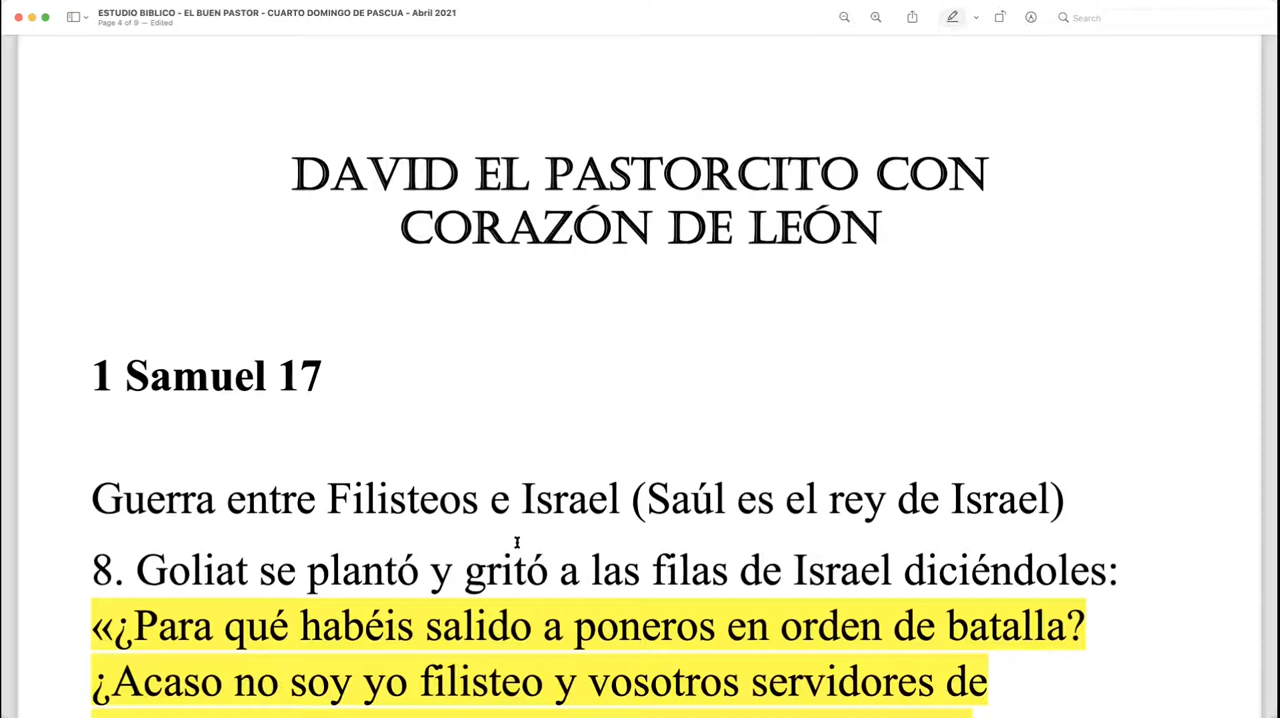 ESTUDIO BIBLICO - EL BUEN PASTOR - CUARTO DOMINGO DE PASCUA - Abril 2021
Page 4 of 9 — Edited
Search
DAVID EL PASTORCITO CON
CORAZÓN DE LEÓN
1 Samuel 17
Guerra entre Filisteos e Israel (Saúl es el rey de Israel)
8. Goliat se plantó y gritó a las filas de Israel diciéndoles:
«¿Para qué habéis salido a poneros en orden de batalla?
¿Acaso no soy yo filisteo y vosotros servidores de